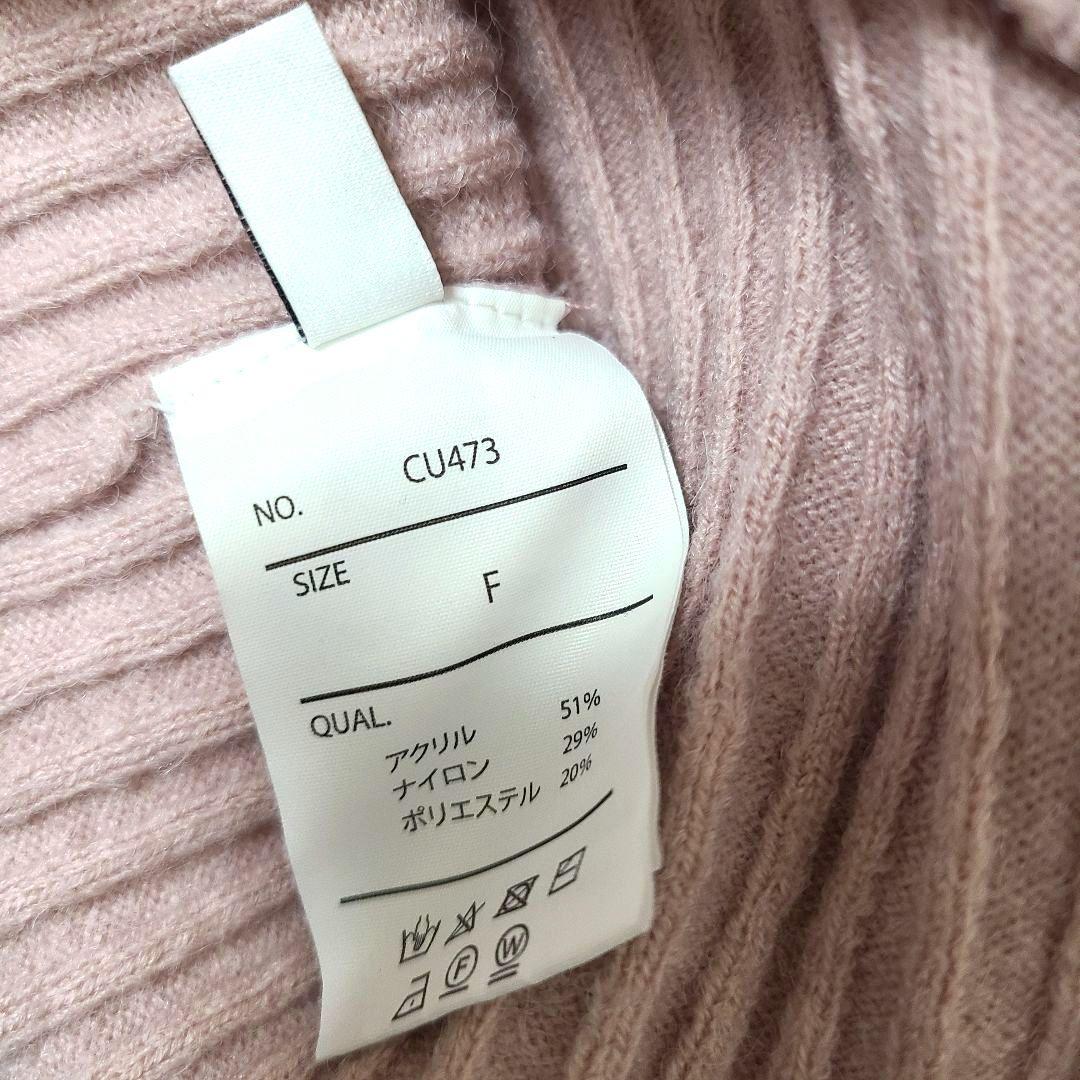 NO. CU473
SIZE F
QUAL.
アクリル 51%
ナイロン 29%
ポリエステル 20%
F W